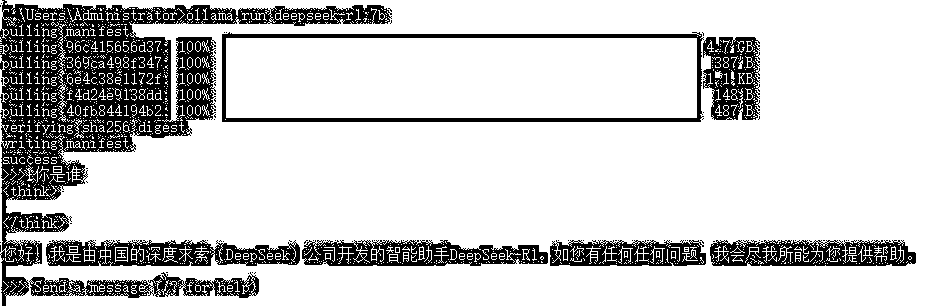 C:\Users\Administrator>ollama run deepseek-r1:7b
pulling manifest
pulling 96c415656d37: 100% 4.7 GB
pulling 369ca498f347: 100% 387 B
pulling 6e4c38e1172f: 100% 1.1 KB
pulling f4d24e9138dd: 100% 148 B
pulling 40fb844194b2: 100% 487 B
verifying sha256 digest
writing manifest
success
>>> 你是谁
<think>
</think>
您好！我是由中国的深度求索（DeepSeek）公司开发的智能助手DeepSeek-R1。如您有任何任何问题，我会尽我所能为您提供帮助。
>>> Send a message (/? for help)